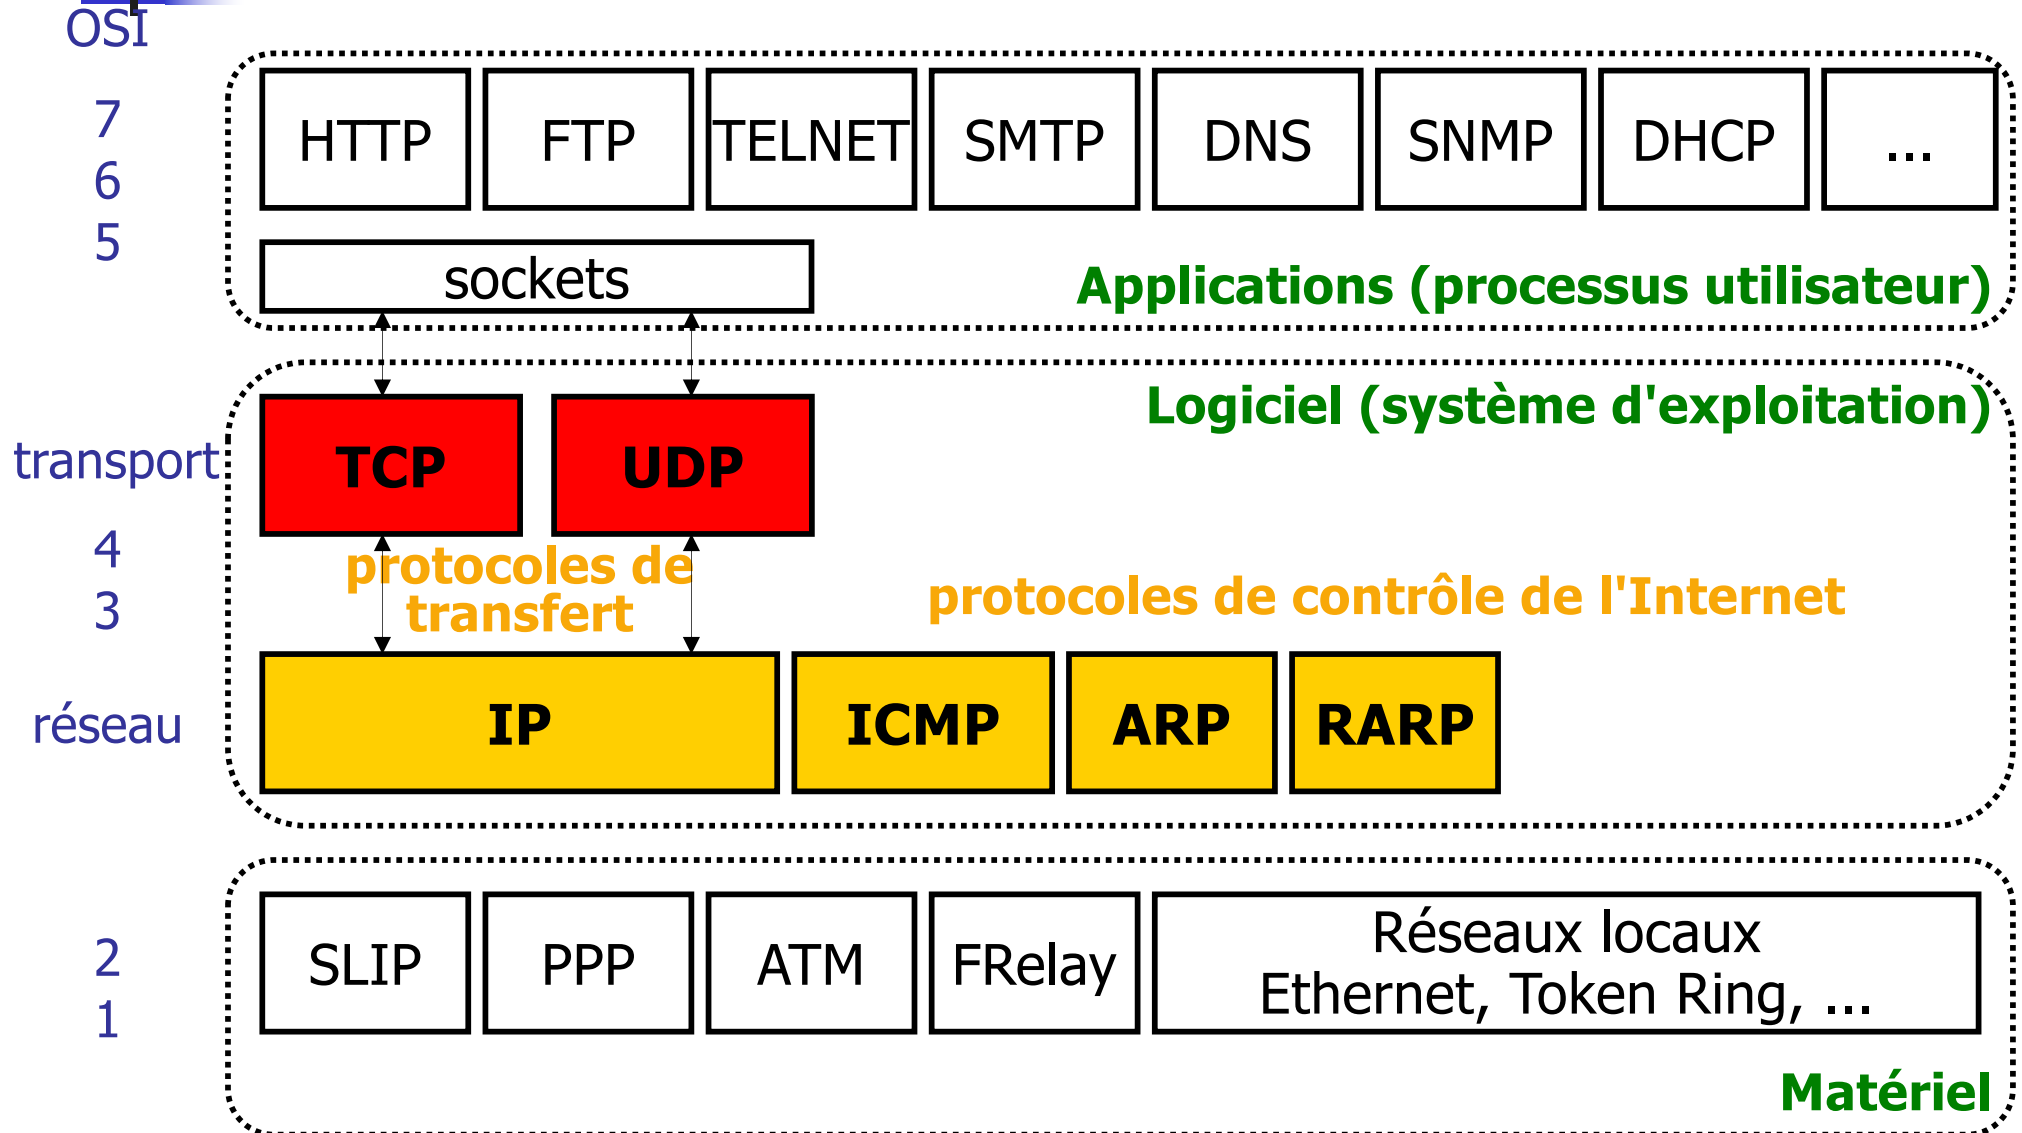 OSI
7
6
5
HTTP
FTP
TELNET
SMTP
DNS
SNMP
DHCP
...
sockets
Applications (processus utilisateur)
Logiciel (système d'exploitation)
transport
TCP
UDP
4
3
protocoles de
transfert
protocoles de contrôle de l'Internet
réseau
IP
ICMP
ARP
RARP
2
1
SLIP
PPP
ATM
FRelay
Réseaux locaux
Ethernet, Token Ring, ...
Matériel